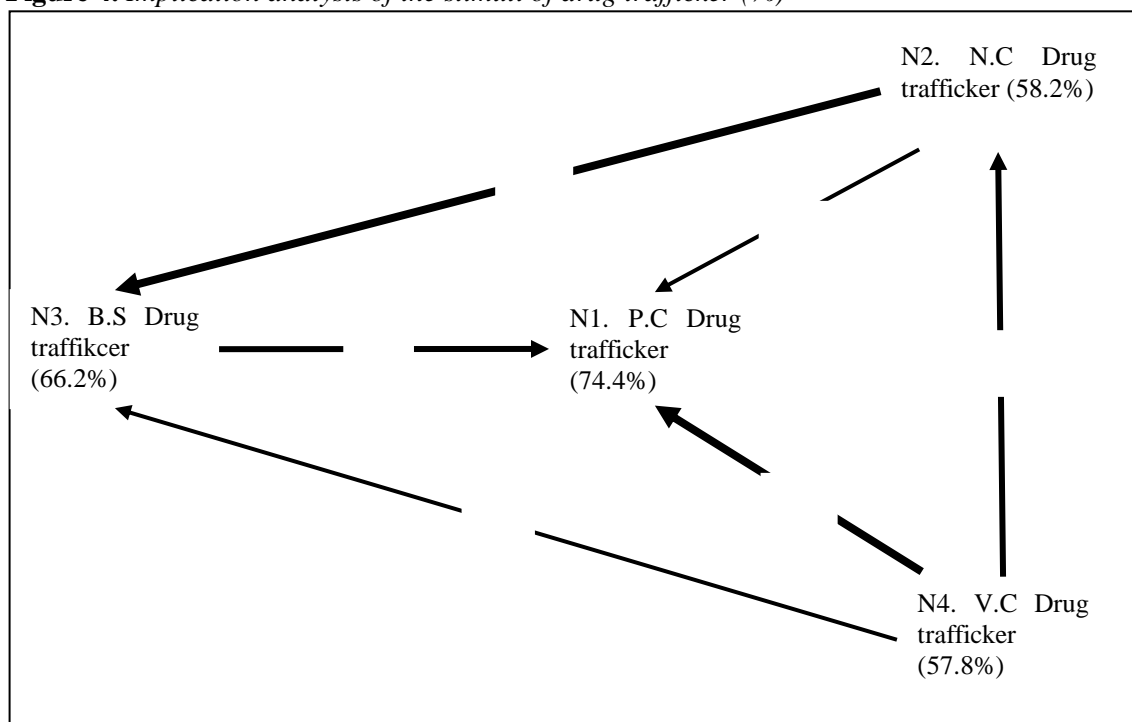 Figure 4. Implication analysis of the stimuli of drug trafficker (%)
N2. N.C Drug
trafficker (58.2%)
N3. B.S Drug
traffikcer
(66.2%)
N1. P.C Drug
trafficker
(74.4%)
N4. V.C Drug
trafficker
(57.8%)